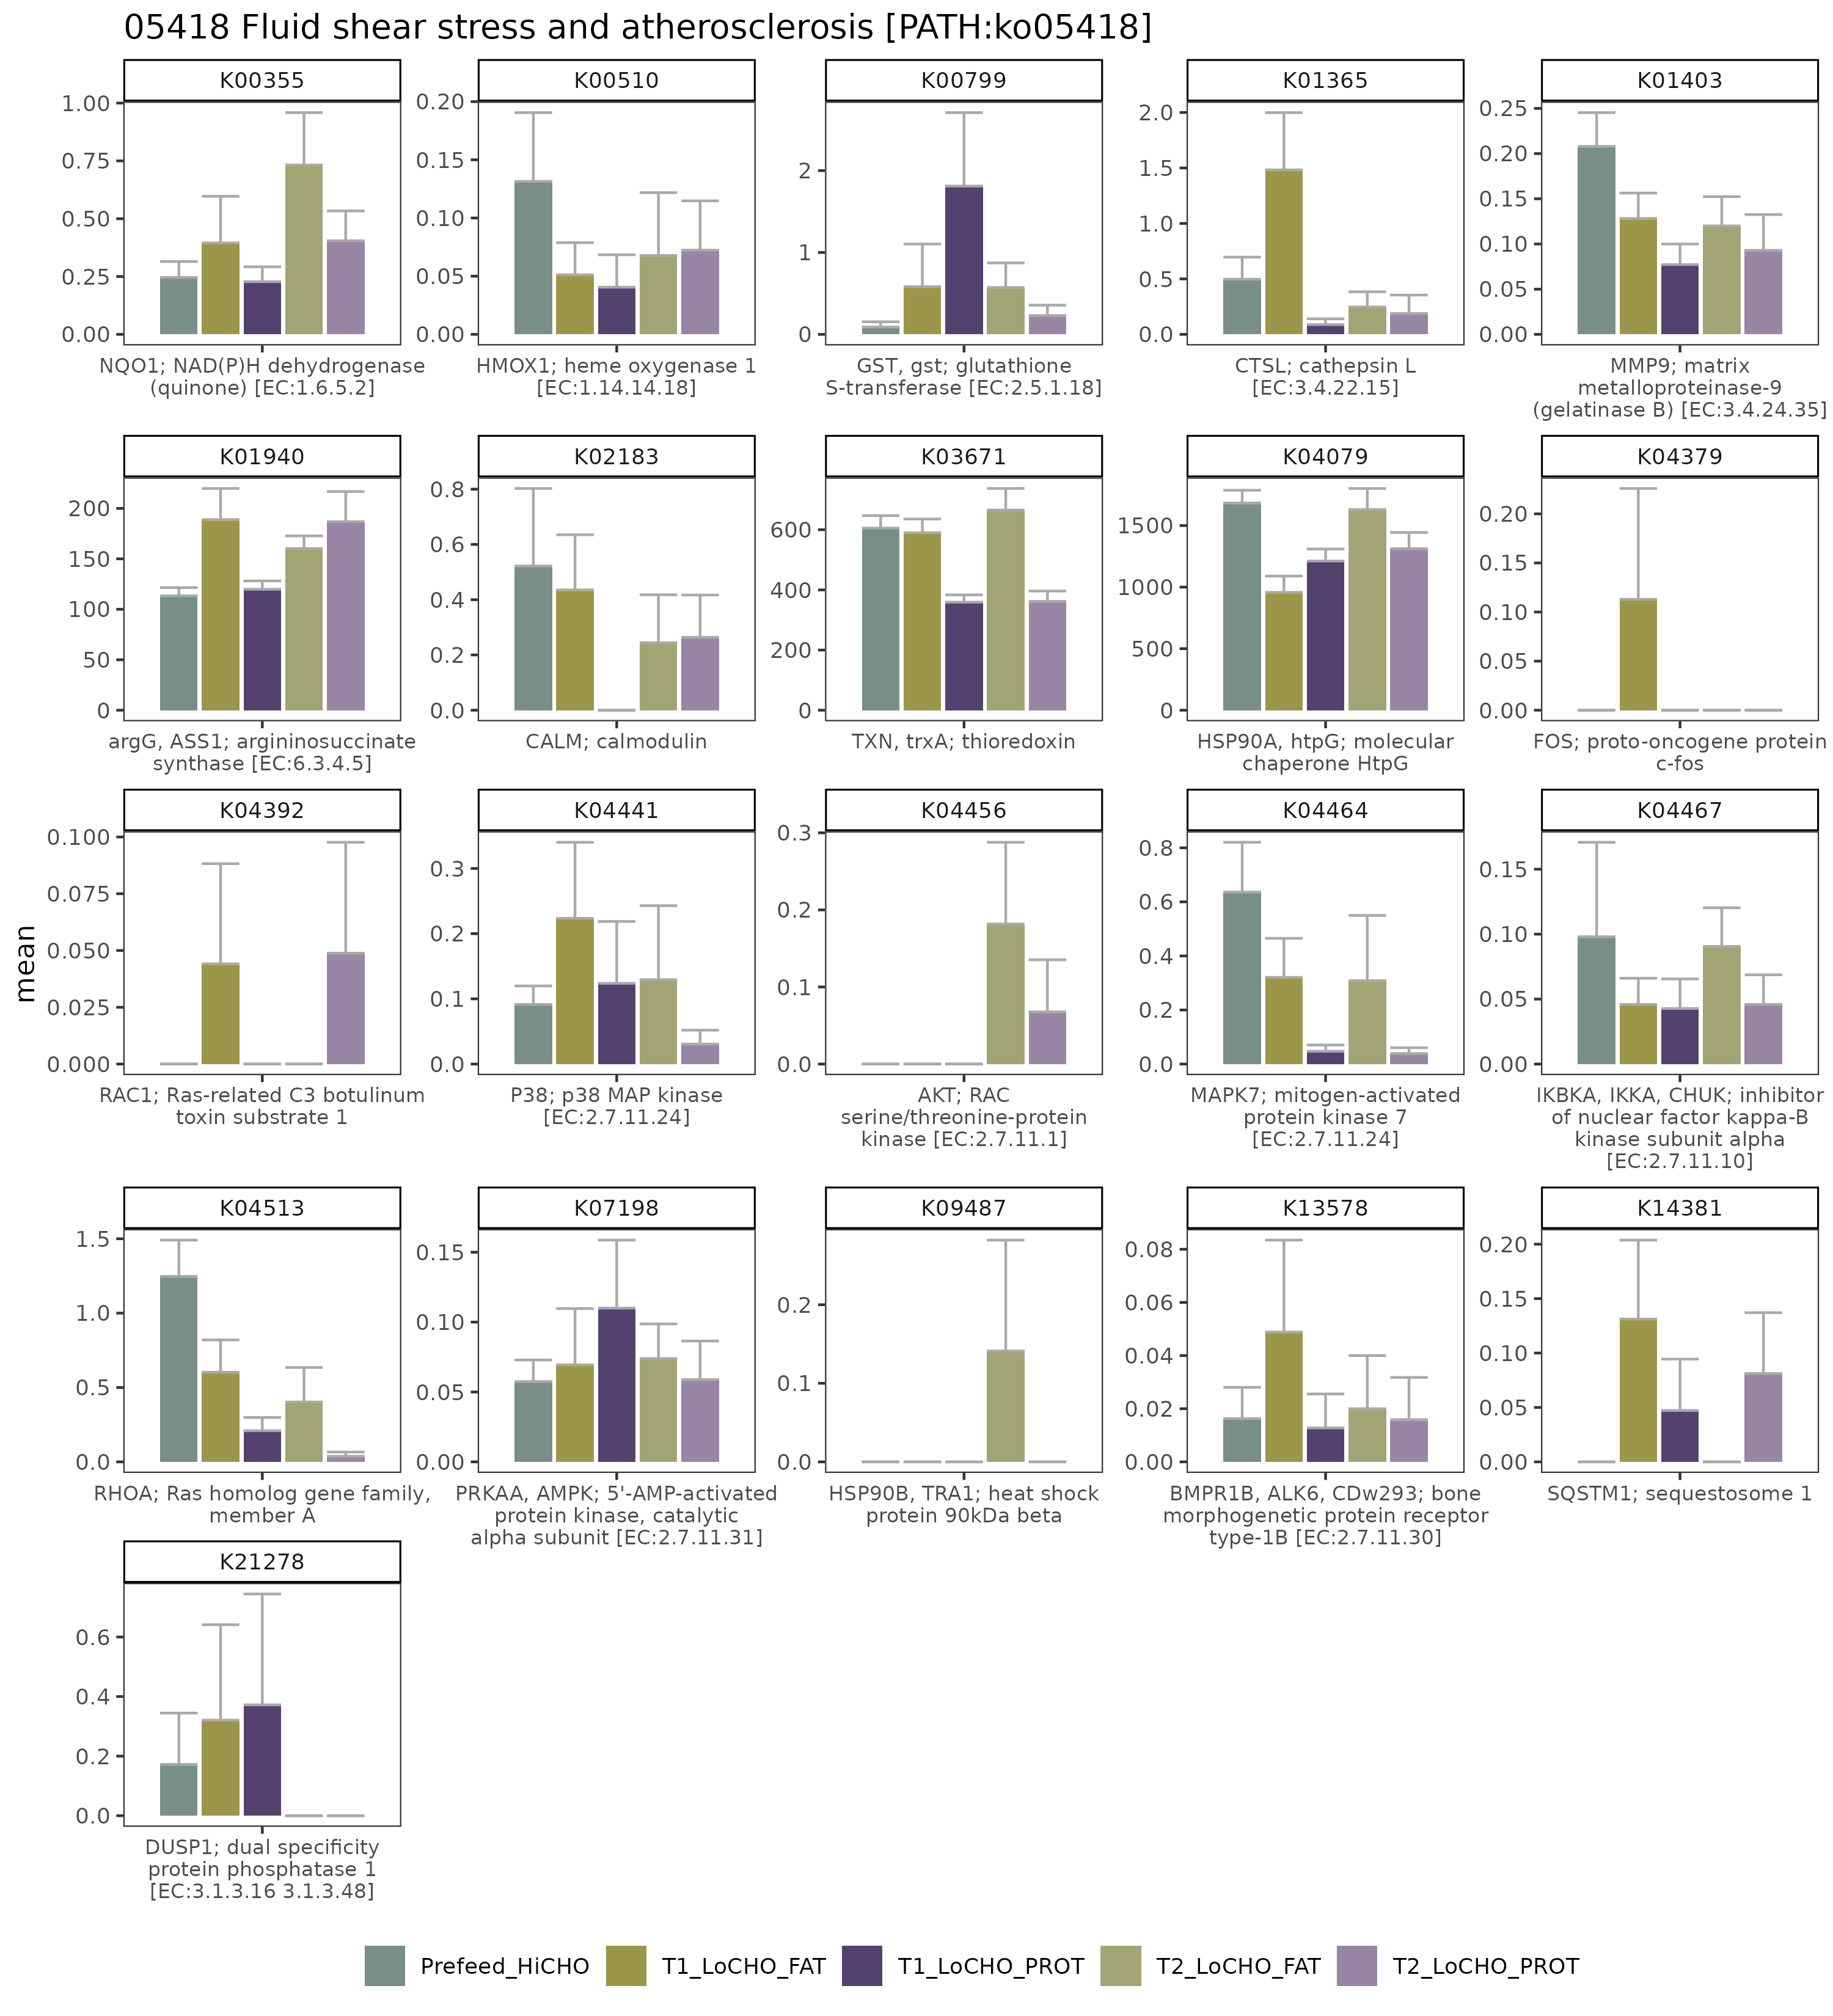 05418 Fluid shear stress and atherosclerosis [PATH:ko05418]
K00355
K00510
K00799
K01365
K01403
1.00
0.75
0.50
0.25
0.00
0.20
0.15
0.10
0.05
0.00
2
1
0
2.0
1.5
1.0
0.5
0.0
0.25
0.20
0.15
0.10
0.05
0.00
NQO1; NAD(P)H dehydrogenase
(quinone) [EC:1.6.5.2]
HMOX1; heme oxygenase 1
[EC:1.14.14.18]
GST, gst; glutathione
S-transferase [EC:2.5.1.18]
CTSL; cathepsin L
[EC:3.4.22.15]
MMP9; matrix
metalloproteinase-9
(gelatinase B) [EC:3.4.24.35]
K01940
K02183
K03671
K04079
K04379
200
150
100
50
0
0.8
0.6
0.4
0.2
0.0
600
400
200
0
1500
1000
500
0
0.20
0.15
0.10
0.05
0.00
argG, ASS1; argininosuccinate
synthase [EC:6.3.4.5]
CALM; calmodulin
TXN, trxA; thioredoxin
HSP90A, htpG; molecular
chaperone HtpG
FOS; proto-oncogene protein
c-fos
K04392
K04441
K04456
K04464
K04467
mean
0.100
0.075
0.050
0.025
0.000
0.3
0.2
0.1
0.0
0.3
0.2
0.1
0.0
0.8
0.6
0.4
0.2
0.0
0.15
0.10
0.05
0.00
RAC1; Ras-related C3 botulinum
toxin substrate 1
P38; p38 MAP kinase
[EC:2.7.11.24]
AKT; RAC
serine/threonine-protein
kinase [EC:2.7.11.1]
MAPK7; mitogen-activated
protein kinase 7
[EC:2.7.11.24]
IKBKA, IKKA, CHUK; inhibitor
of nuclear factor kappa-B
kinase subunit alpha
[EC:2.7.11.10]
K04513
K07198
K09487
K13578
K14381
1.5
1.0
0.5
0.0
0.15
0.10
0.05
0.00
0.2
0.1
0.0
0.08
0.06
0.04
0.02
0.00
0.20
0.15
0.10
0.05
0.00
RHOA; Ras homolog gene family,
member A
PRKAA, AMPK; 5'-AMP-activated
protein kinase, catalytic
alpha subunit [EC:2.7.11.31]
HSP90B, TRA1; heat shock
protein 90kDa beta
BMPR1B, ALK6, CDw293; bone
morphogenetic protein receptor
type-1B [EC:2.7.11.30]
SQSTM1; sequestosome 1
K21278
0.6
0.4
0.2
0.0
DUSP1; dual specificity
protein phosphatase 1
[EC:3.1.3.16 3.1.3.48]
Prefeed_HiCHO
T1_LoCHO_FAT
T1_LoCHO_PROT
T2_LoCHO_FAT
T2_LoCHO_PROT